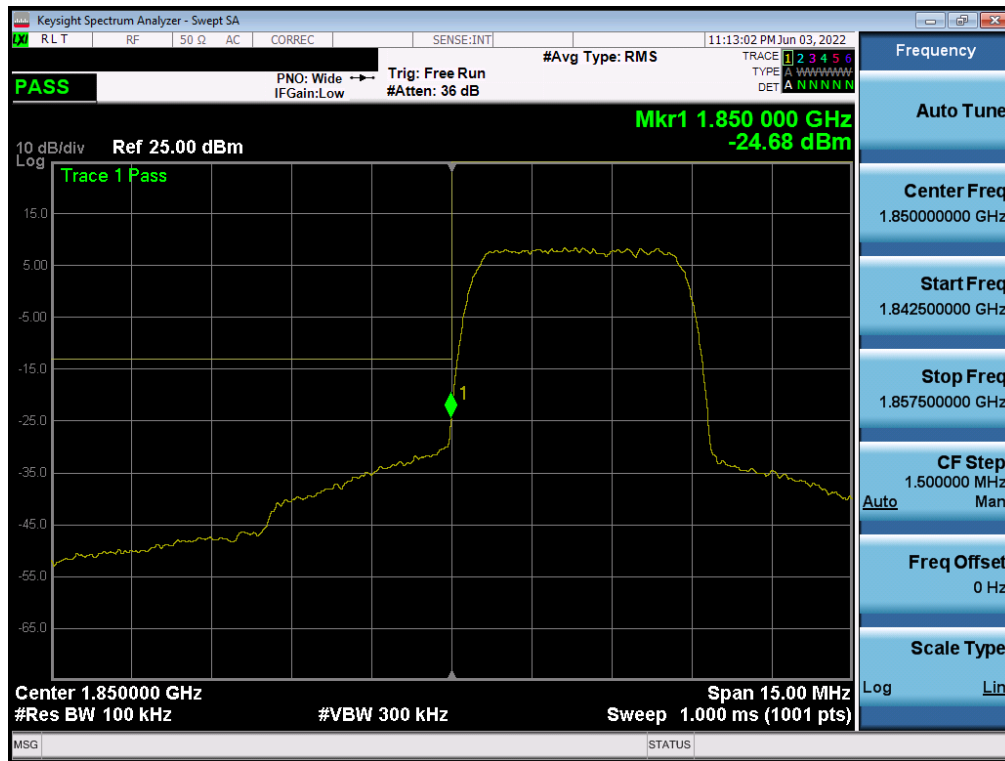 Keysight Spectrum Analyzer - Swept SA
LXI RLT RF 50 Ω AC CORREC SENSE:INT 11:13:02 PM Jun 03, 2022
PASS
PNO: Wide
IFGain:Low
Trig: Free Run
#Atten: 36 dB
#Avg Type: RMS
TRACE 1 2 3 4 5 6
TYPE A WWWWW
DET A N N N N N
Mkr1 1.850 000 GHz
-24.68 dBm
10 dB/div Ref 25.00 dBm
Log
Trace 1 Pass
15.0
5.00
-5.00
-15.0
-25.0
-35.0
-45.0
-55.0
-65.0
1
Center 1.850000 GHz
Span 15.00 MHz
#Res BW 100 kHz
#VBW 300 kHz
Sweep 1.000 ms (1001 pts)
MSG
STATUS
Frequency
Auto Tune
Center Freq
1.850000000 GHz
Start Freq
1.842500000 GHz
Stop Freq
1.857500000 GHz
CF Step
1.500000 MHz
Auto Man
Freq Offset
0 Hz
Scale Type
Log Lin